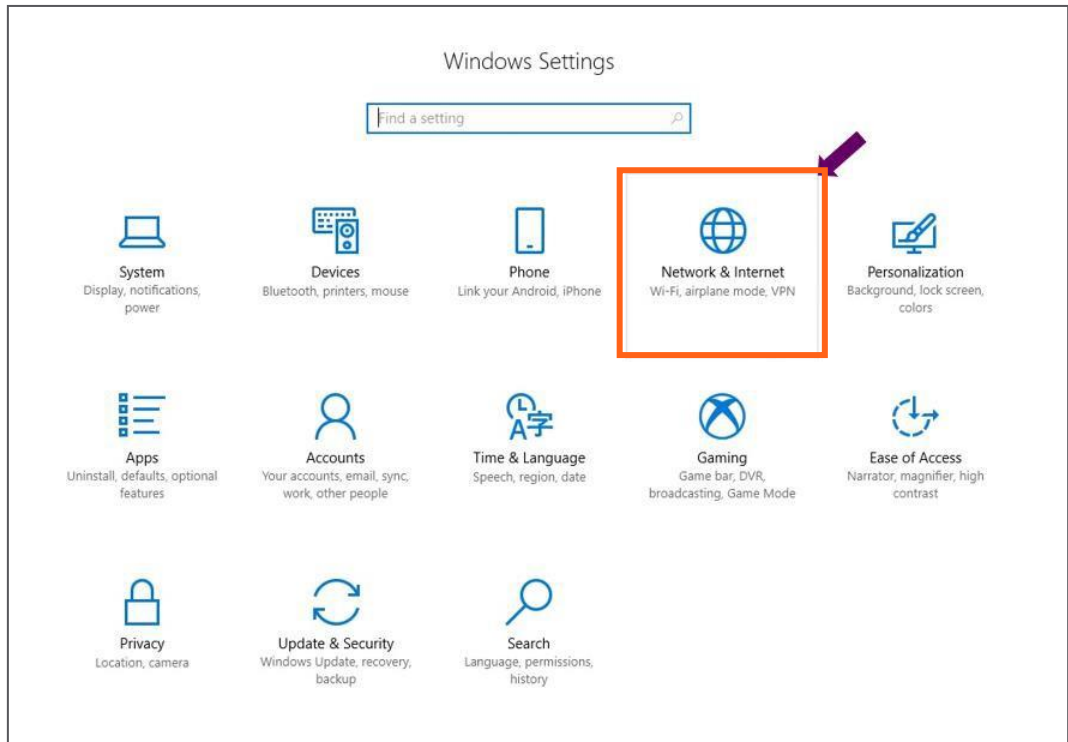 Windows Settings
Find a setting
System
Display, notifications,
power
Devices
Bluetooth, printers, mouse
Phone
Link your Android, iPhone
Network & Internet
Wi-Fi, airplane mode, VPN
Personalization
Background, lock screen,
colors
Apps
Uninstall, defaults, optional
features
Accounts
Your accounts, email, sync,
work, other people
Time & Language
Speech, region, date
Gaming
Game bar, DVR,
broadcasting, Game Mode
Ease of Access
Narrator, magnifier, high
contrast
Privacy
Location, camera
Update & Security
Windows Update, recovery,
backup
Search
Language, permissions,
history